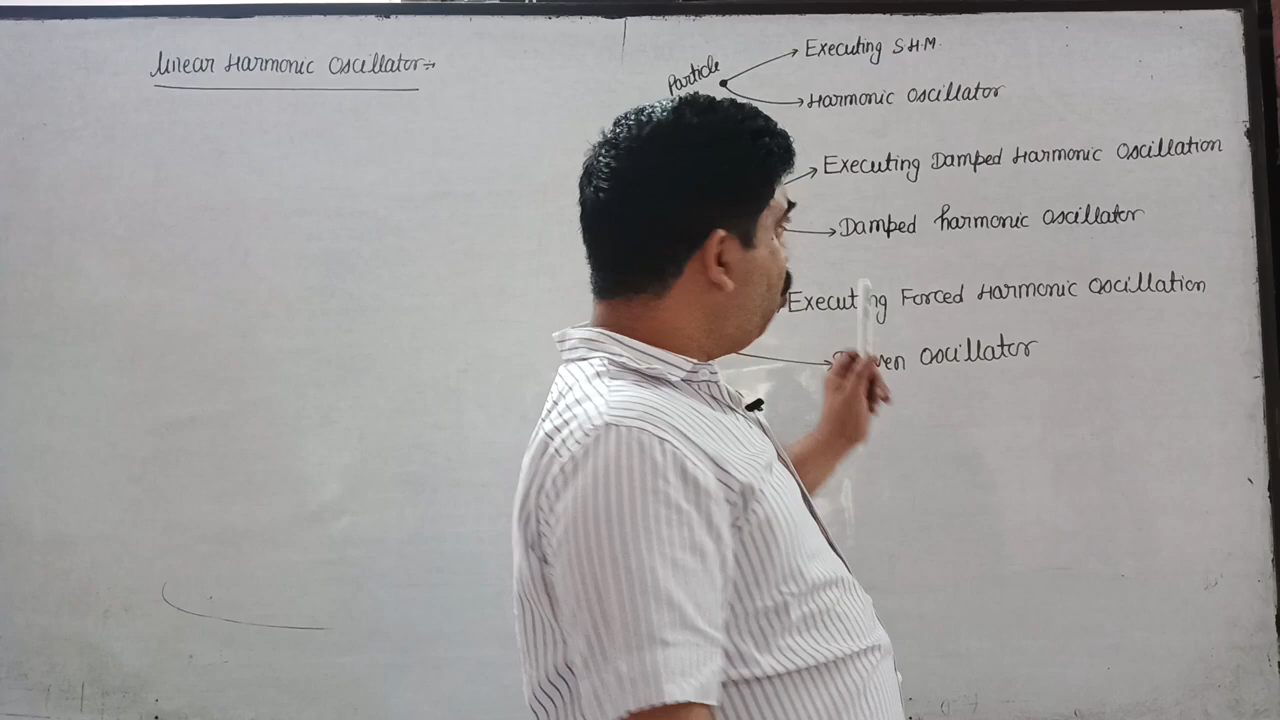 Linear Harmonic Oscillator:-
Particle
Executing S.H.M.
Harmonic Oscillator
Executing Damped Harmonic Oscillation
Damped harmonic oscillator
Executing Forced Harmonic Oscillation
oscillator